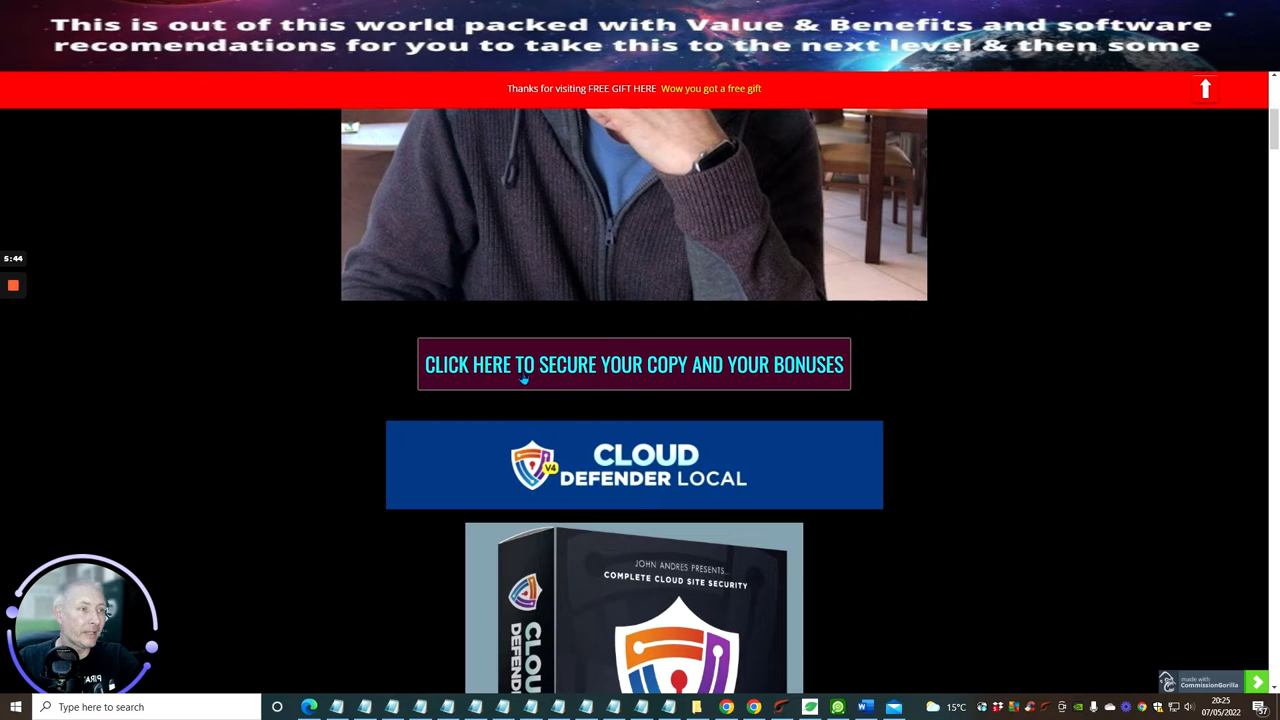 This is out of this world packed with Value & Benefits and software
recomendations for you to take this to the next level & then some
Thanks for visiting FREE GIFT HERE Wow you got a free gift
5:44
CLICK HERE TO SECURE YOUR COPY AND YOUR BONUSES
V4
CLOUD
DEFENDER LOCAL
JOHN ANDRES PRESENTS...
COMPLETE CLOUD SITE SECURITY
CLOUD
DEFENDER
made with
CommissionGorilla
Type here to search
15°C
20:25
07/05/2022